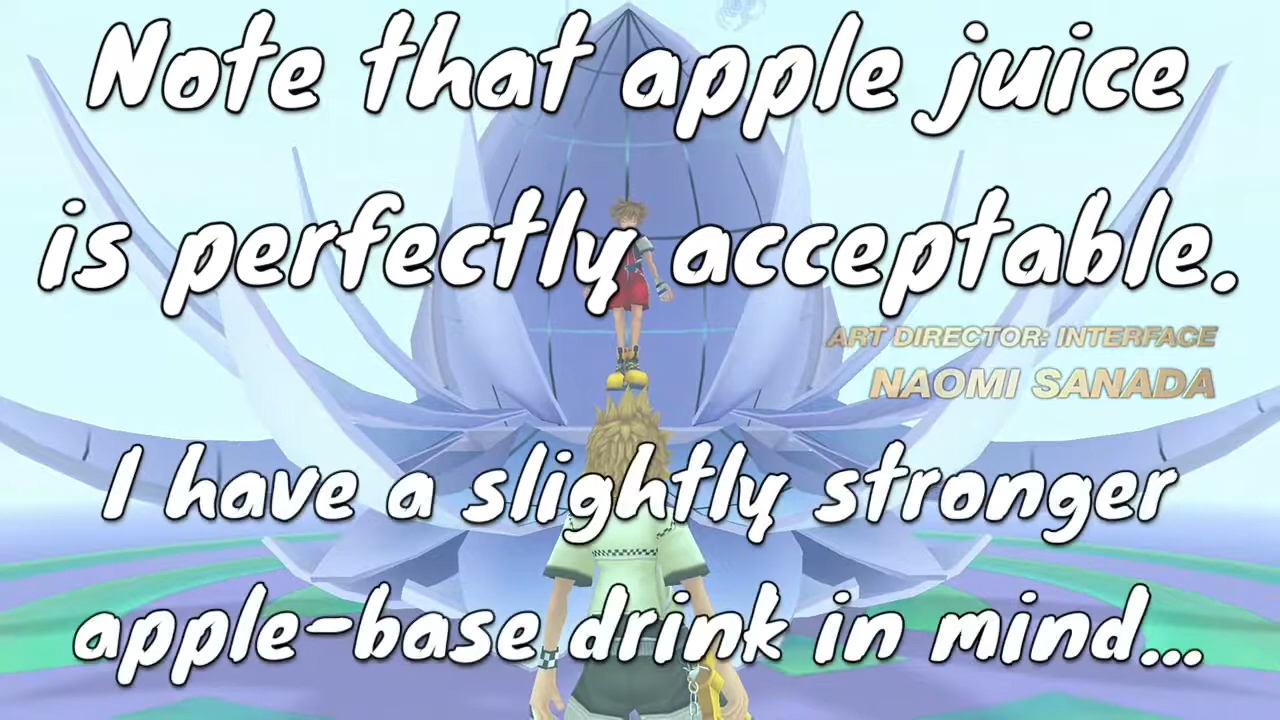 Note that apple juice
is perfectly acceptable.
ART DIRECTOR: INTERFACE
NAOMI SANADA
I have a slightly stronger
apple-base drink in mind...